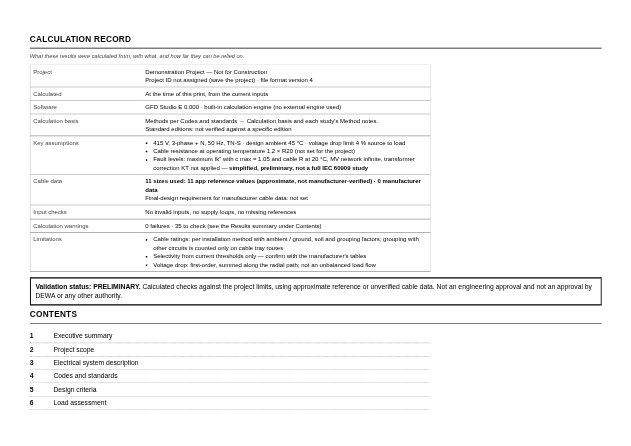 CALCULATION RECORD
What these results were calculated from, with what, and how far they can be relied on.
Project Demonstration Project — Not for Construction
Project ID not assigned (save the project) · file format version 4
Calculated At the time of this print, from the current inputs
Software GFD Studio E 0.000 · built-in calculation engine (no external engine used)
Calculation basis Methods per Codes and standards → Calculation basis and each study's Method notes.
Standard editions: not verified against a specific edition
Key assumptions • 415 V, 3-phase + N, 50 Hz, TN-S · design ambient 45 °C · voltage drop limit 4 % source to load
• Cable resistance at operating temperature 1.2 × R20 (not set for the project)
• Fault levels: maximum Ik" with c max = 1.05 and cable R at 20 °C, MV network infinite, transformer
correction KT not applied — simplified, preliminary, not a full IEC 60909 study
Cable data 11 sizes used: 11 app reference values (approximate, not manufacturer-verified) · 0 manufacturer
data
Final-design requirement for manufacturer cable data: not set
Input checks No invalid inputs, no supply loops, no missing references
Calculation warnings 0 failures · 35 to check (see the Results summary under Contents)
Limitations • Cable ratings: per installation method with ambient / ground, soil and grouping factors; grouping with
other circuits is counted only on cable tray routes
• Selectivity from current thresholds only — confirm with the manufacturer's tables
• Voltage drop: first-order, summed along the radial path; not an unbalanced load flow
Validation status: PRELIMINARY. Calculated checks against the project limits, using approximate reference or unverified cable data. Not an engineering approval and not an approval by
DEWA or any other authority.
CONTENTS
1 Executive summary
2 Project scope
3 Electrical system description
4 Codes and standards
5 Design criteria
6 Load assessment